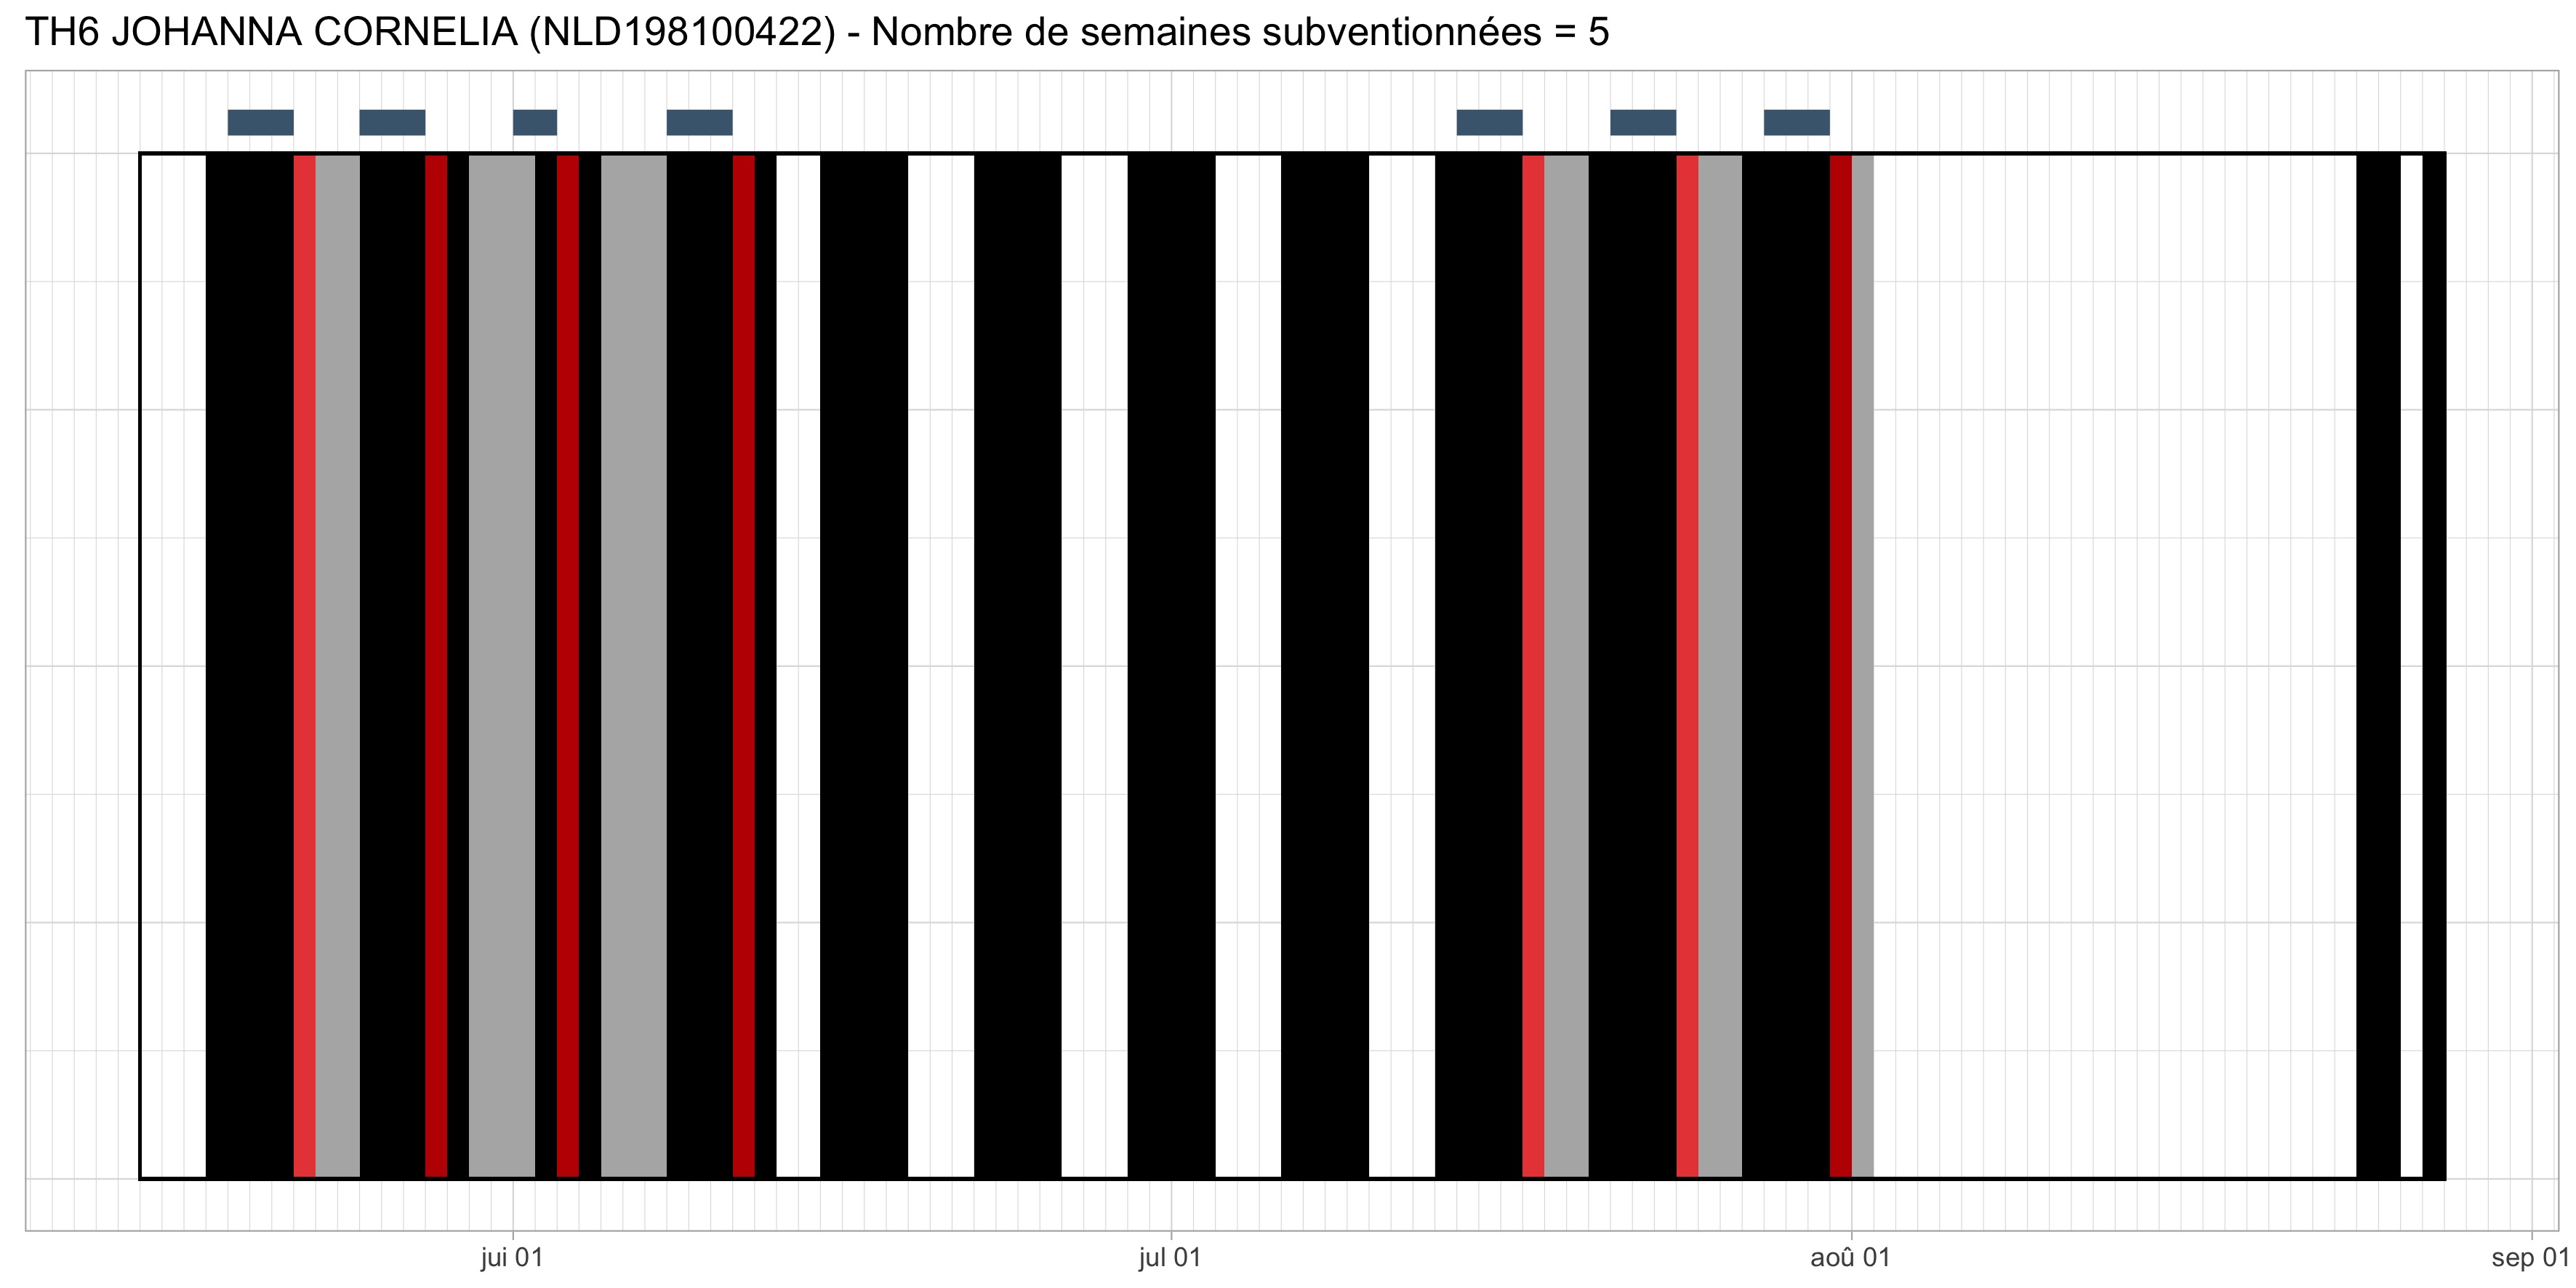 TH6 JOHANNA CORNELIA (NLD198100422) - Nombre de semaines subventionnées = 5
jui 01
jul 01
aoû 01
sep 01